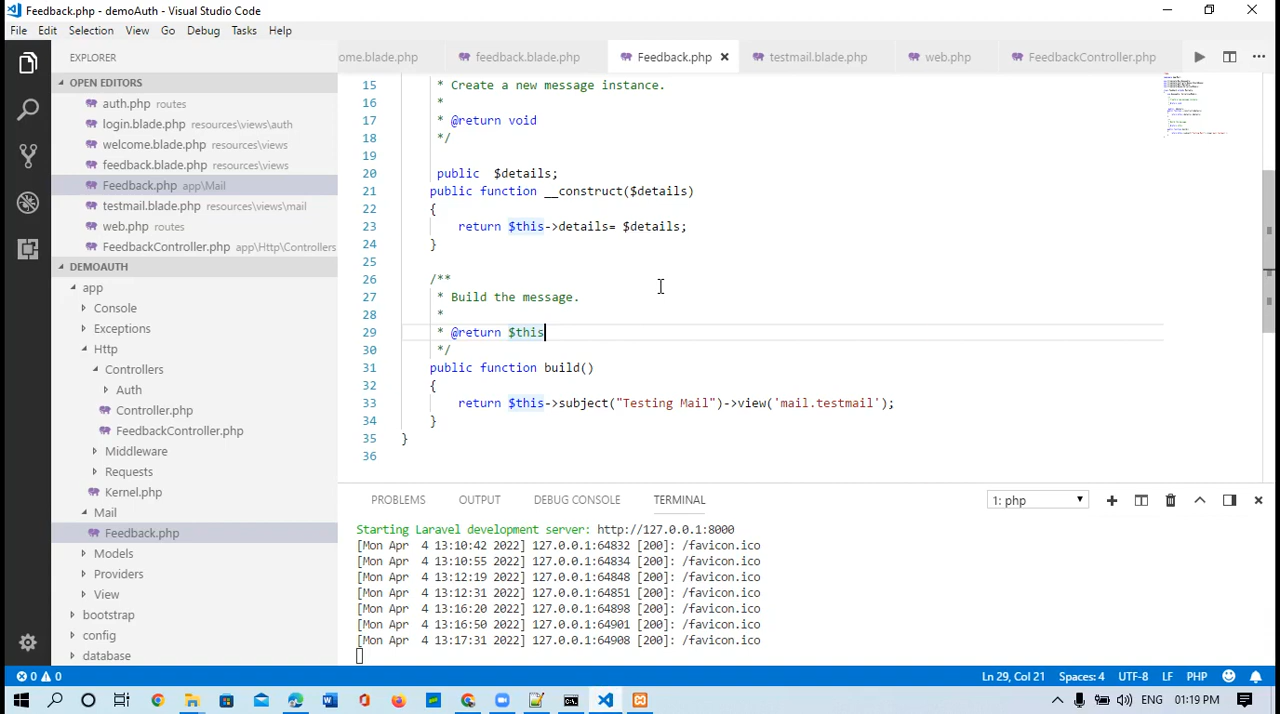 Feedback.php - demoAuth - Visual Studio Code
File Edit Selection View Go Debug Tasks Help
EXPLORER
ome.blade.php feedback.blade.php Feedback.php testmail.blade.php web.php FeedbackController.php
OPEN EDITORS
auth.php routes
login.blade.php resources\views\auth
welcome.blade.php resources\views
feedback.blade.php resources\views
Feedback.php app\Mail
testmail.blade.php resources\views\mail
web.php routes
FeedbackController.php app\Http\Controllers
DEMOAUTH
app
Console
Exceptions
Http
Controllers
Auth
Controller.php
FeedbackController.php
Middleware
Requests
Kernel.php
Mail
Feedback.php
Models
Providers
View
bootstrap
config
database
15 * Create a new message instance.
16 *
17 * @return void
18 */
19
20 public $details;
21 public function __construct($details)
22 {
23 return $this->details= $details;
24 }
25
26 /**
27 * Build the message.
28 *
29 * @return $this
30 */
31 public function build()
32 {
33 return $this->subject("Testing Mail")->view('mail.testmail');
34 }
35 }
36
PROBLEMS OUTPUT DEBUG CONSOLE TERMINAL 1: php
Starting Laravel development server: http://127.0.0.1:8000
[Mon Apr 4 13:10:42 2022] 127.0.0.1:64832 [200]: /favicon.ico
[Mon Apr 4 13:10:55 2022] 127.0.0.1:64834 [200]: /favicon.ico
[Mon Apr 4 13:12:19 2022] 127.0.0.1:64848 [200]: /favicon.ico
[Mon Apr 4 13:12:31 2022] 127.0.0.1:64851 [200]: /favicon.ico
[Mon Apr 4 13:16:20 2022] 127.0.0.1:64898 [200]: /favicon.ico
[Mon Apr 4 13:16:50 2022] 127.0.0.1:64901 [200]: /favicon.ico
[Mon Apr 4 13:17:31 2022] 127.0.0.1:64908 [200]: /favicon.ico
0 0 Ln 29, Col 21 Spaces: 4 UTF-8 LF PHP
ENG 01:19 PM